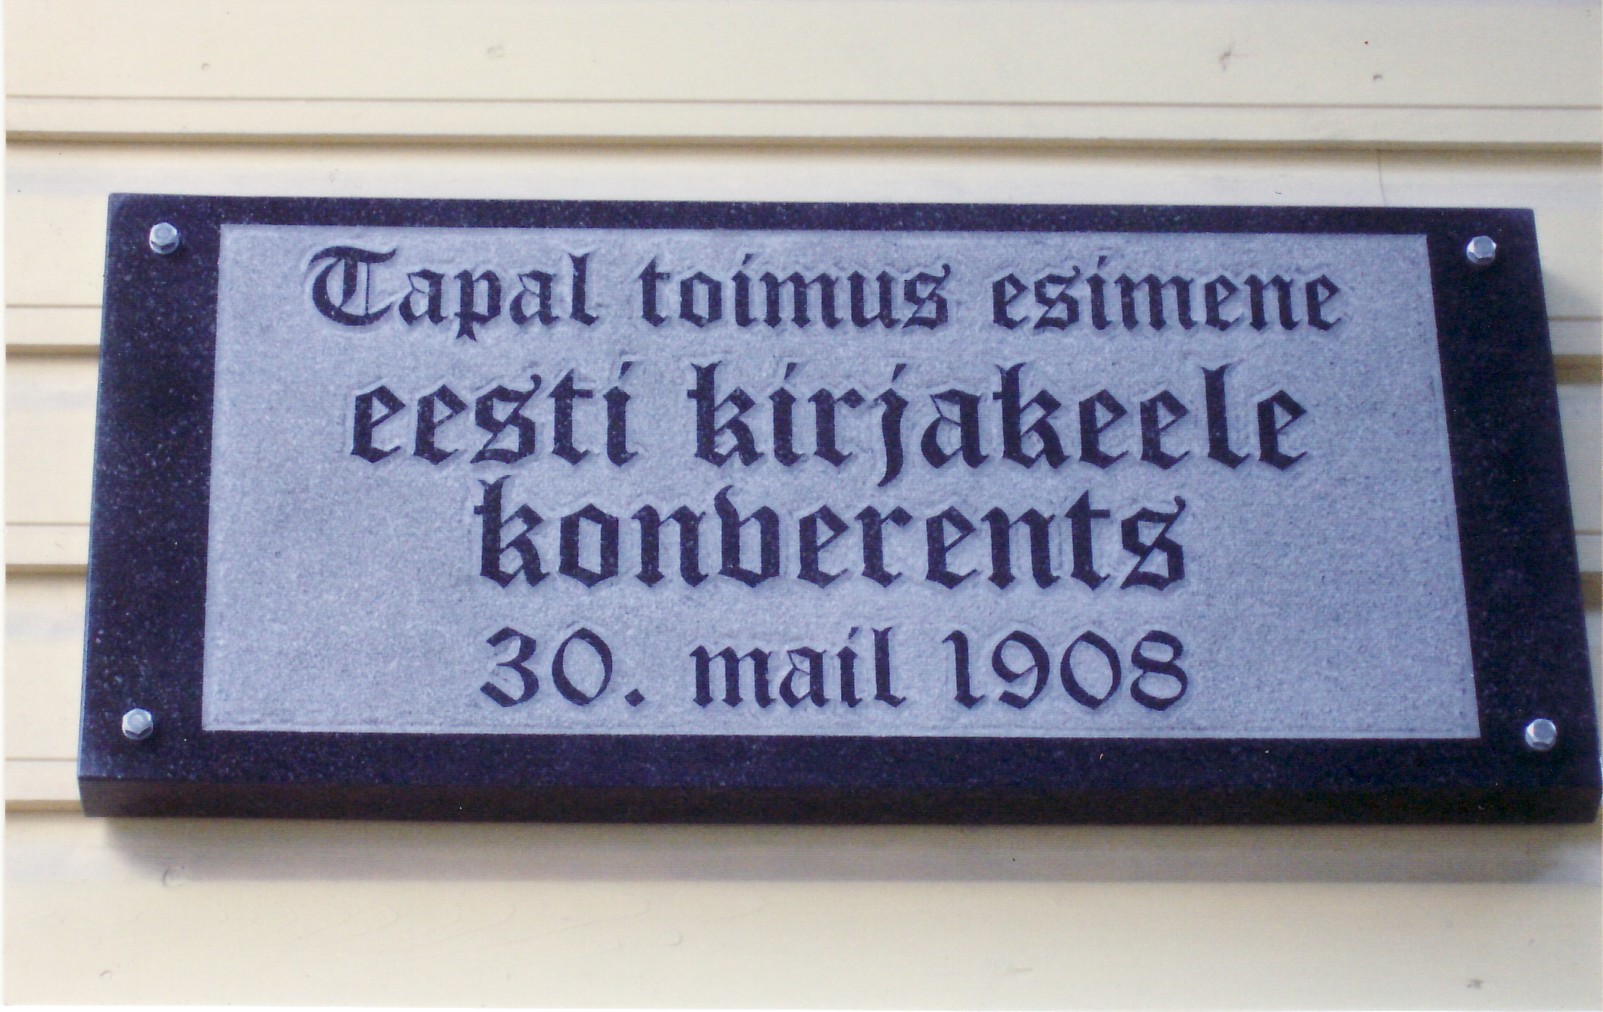 Tapal toimus esimene
eesti kirjakeele
konverents
30. mail 1908